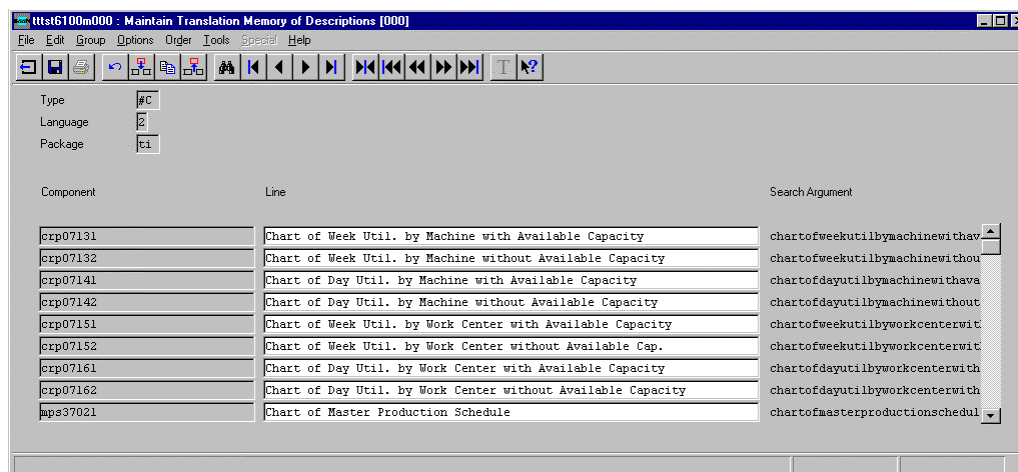 tttst6100m000 : Maintain Translation Memory of Descriptions [000]
File Edit Group Options Order Tools Special Help
Type #C
Language 2
Package ti
Component Line Search Argument
crp07131 Chart of Week Util. by Machine with Available Capacity chartofweekutilbymachinewithav
crp07132 Chart of Week Util. by Machine without Available Capacity chartofweekutilbymachinewithou
crp07141 Chart of Day Util. by Machine with Available Capacity chartofdayutilbymachinewithava
crp07142 Chart of Day Util. by Machine without Available Capacity chartofdayutilbymachinewithout
crp07151 Chart of Week Util. by Work Center with Available Capacity chartofweekutilbyworkcenterwit
crp07152 Chart of Week Util. by Work Center without Available Cap. chartofweekutilbyworkcenterwit
crp07161 Chart of Day Util. by Work Center with Available Capacity chartofdayutilbyworkcenterwith
crp07162 Chart of Day Util. by Work Center without Available Capacity chartofdayutilbyworkcenterwith
mps37021 Chart of Master Production Schedule chartofmasterproductionschedul